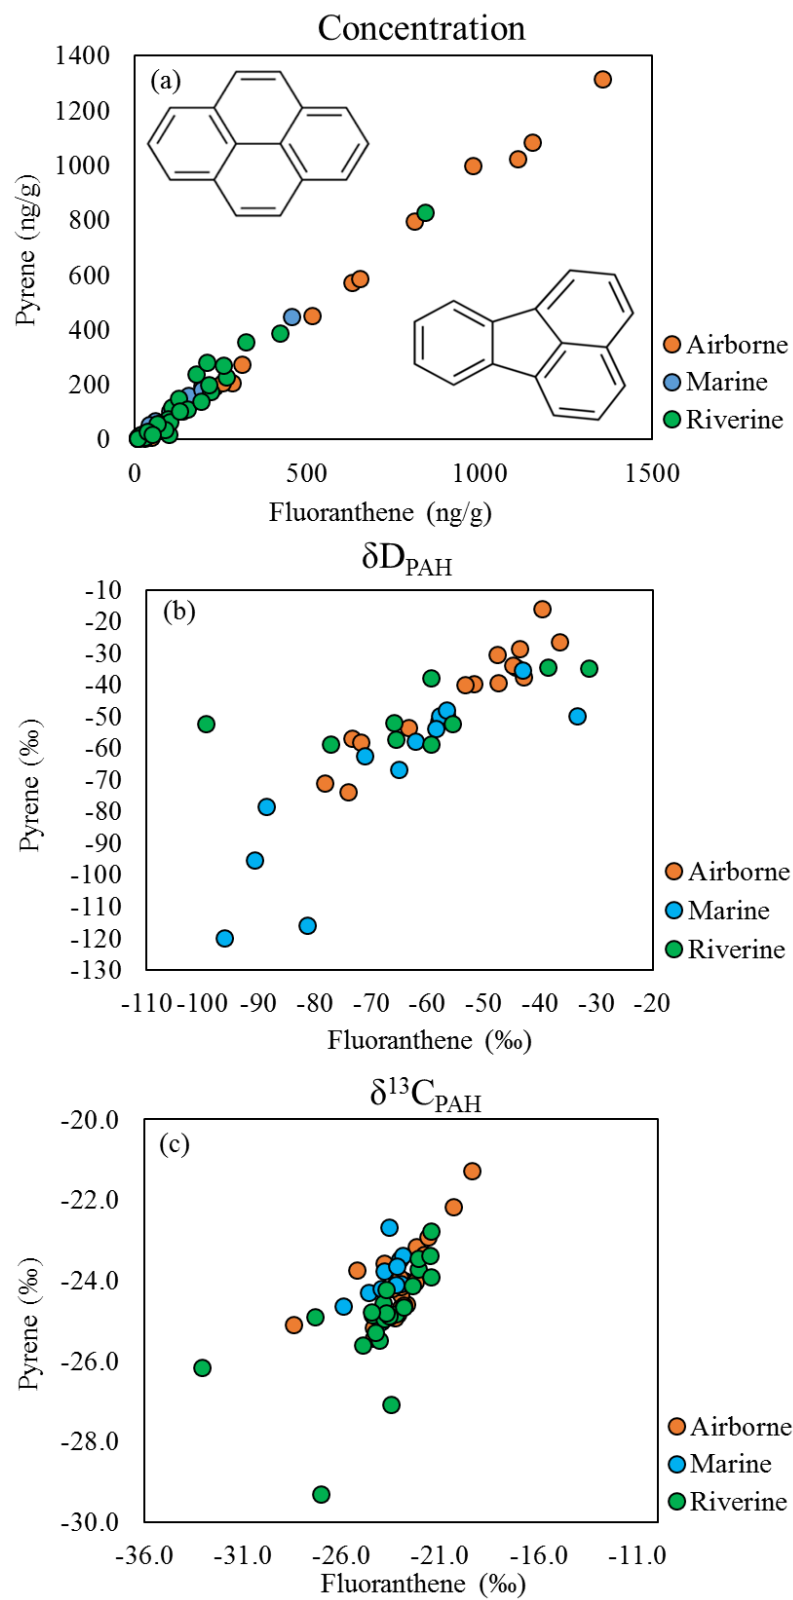 Concentration
(a)
1400
1200
1000
800
600
400
200
0
Pyrene (ng/g)
0 500 1000 1500
Fluoranthene (ng/g)
Airborne
Marine
Riverine
δD_PAH
(b)
-10
-20
-30
-40
-50
-60
-70
-80
-90
-100
-110
-120
-130
Pyrene (‰)
-110 -100 -90 -80 -70 -60 -50 -40 -30 -20
Fluoranthene (‰)
Airborne
Marine
Riverine
δ¹³C_PAH
(c)
-20.0
-22.0
-24.0
-26.0
-28.0
-30.0
Pyrene (‰)
-36.0 -31.0 -26.0 -21.0 -16.0 -11.0
Fluoranthene (‰)
Airborne
Marine
Riverine